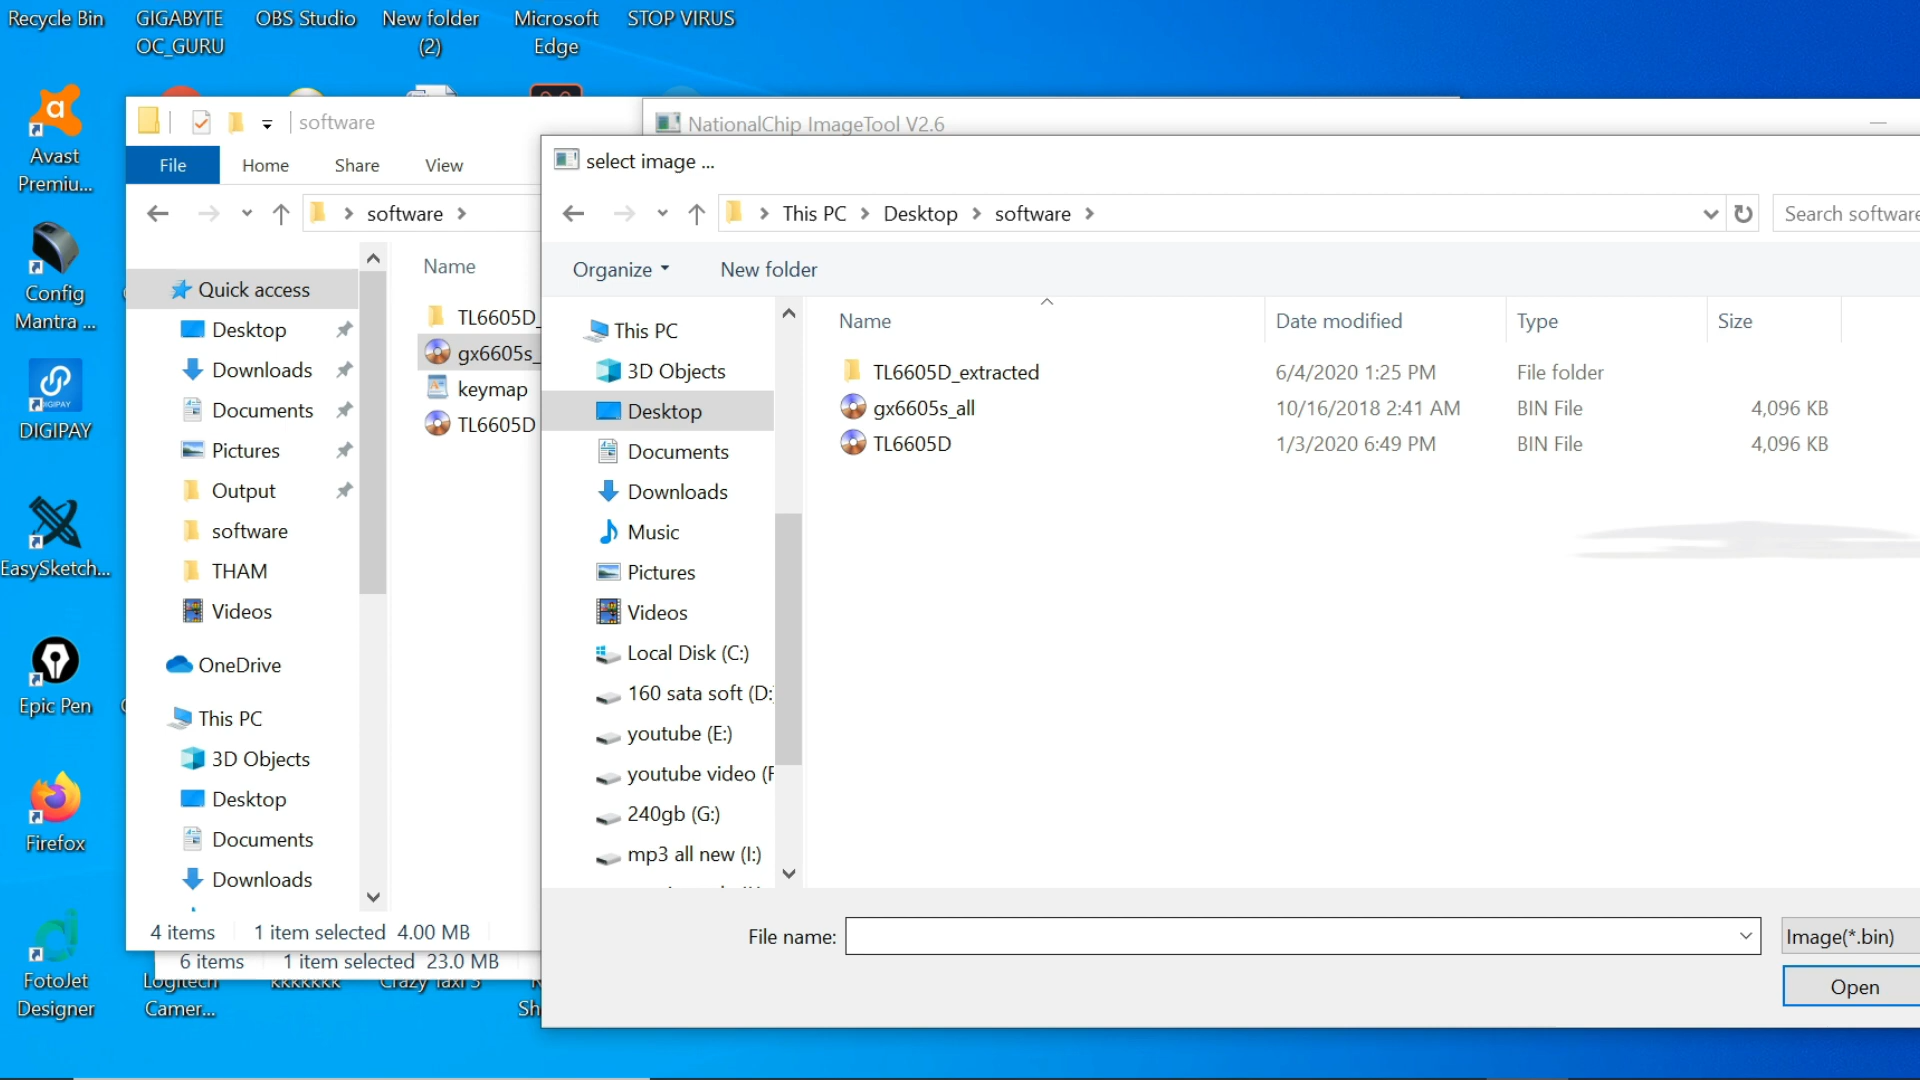 Recycle Bin
GIGABYTE
OC_GURU
OBS Studio
New folder
(2)
Microsoft
Edge
STOP VIRUS
Avast
Premiu...
Config
Mantra ...
DIGIPAY
DIGIPAY
EasySketch...
Epic Pen
Firefox
FotoJet
Designer
Logitech
Camer...
kkkkkkk
Crazy Taxi 3
software
File
Home
Share
View
software
Name
Quick access
Desktop
Downloads
Documents
Pictures
Output
software
THAM
Videos
OneDrive
This PC
3D Objects
Desktop
Documents
Downloads
TL6605D_
gx6605s_
keymap
TL6605D
4 items
1 item selected 4.00 MB
6 items
1 item selected 23.0 MB
NationalChip ImageTool V2.6
select image ...
This PC
Desktop
software
Search software
Organize
New folder
This PC
3D Objects
Desktop
Documents
Downloads
Music
Pictures
Videos
Local Disk (C:)
160 sata soft (D:)
youtube (E:)
youtube video (F
240gb (G:)
mp3 all new (I:)
Name
Date modified
Type
Size
TL6605D_extracted
6/4/2020 1:25 PM
File folder
gx6605s_all
10/16/2018 2:41 AM
BIN File
4,096 KB
TL6605D
1/3/2020 6:49 PM
BIN File
4,096 KB
File name:
Image(*.bin)
Open